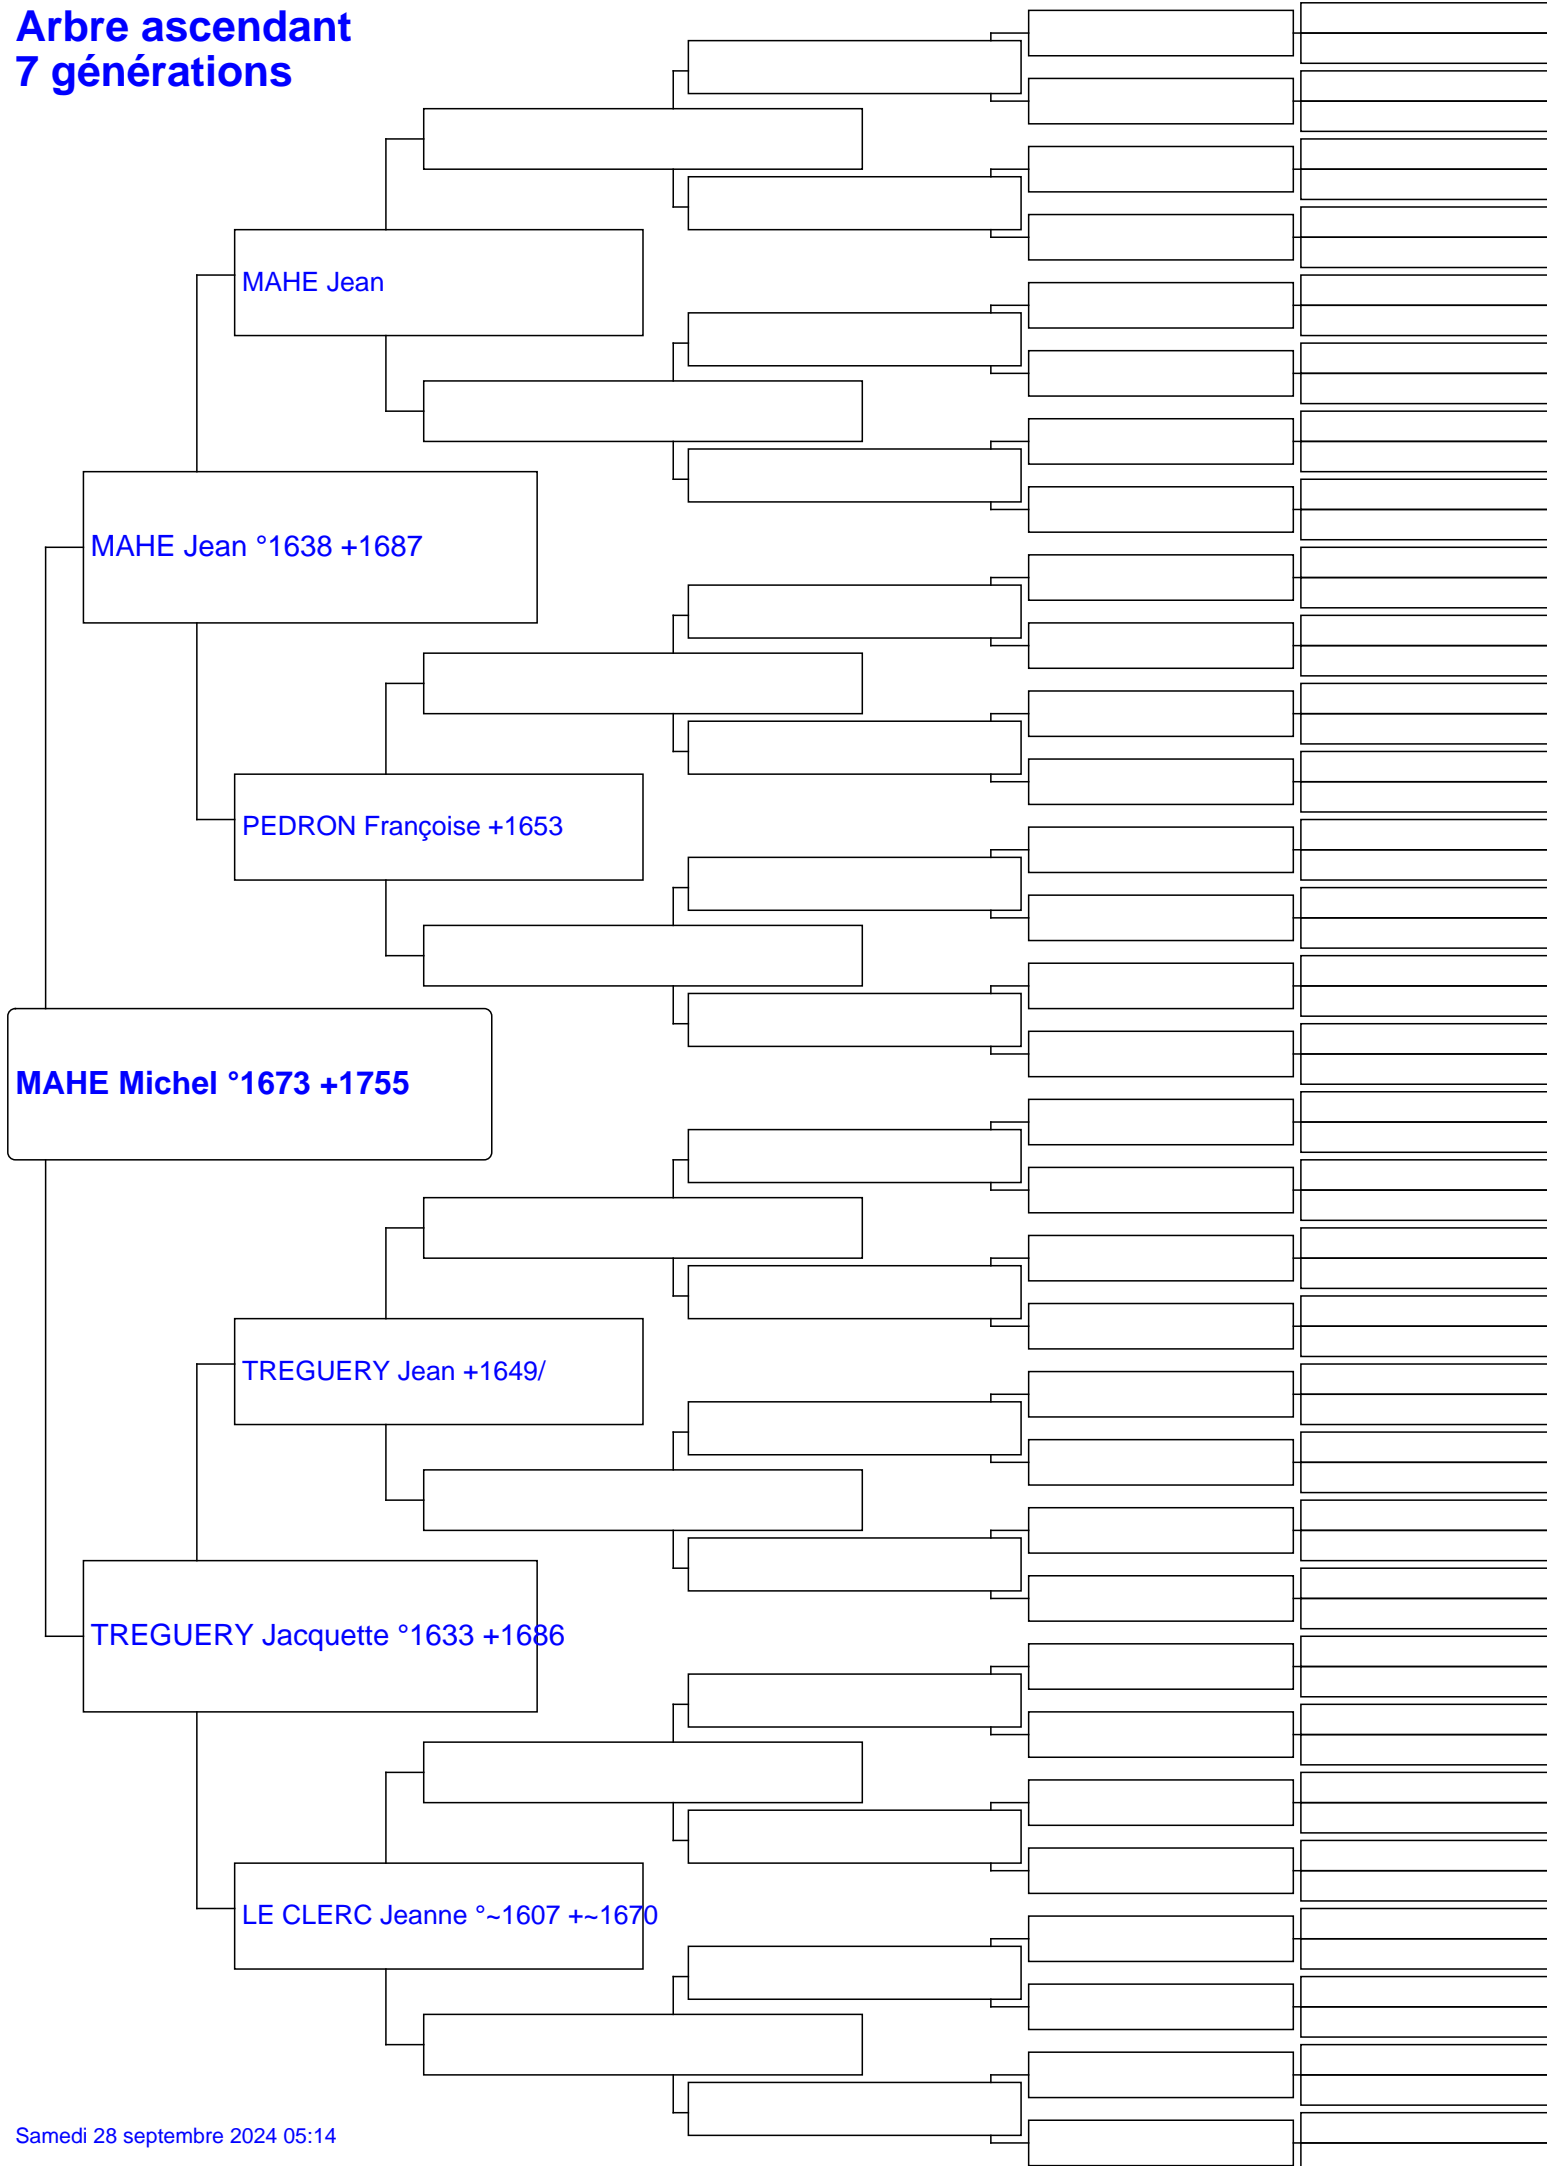 Arbre ascendant
7 générations
MAHE Jean
MAHE Jean °1638 +1687
PEDRON Françoise +1653
MAHE Michel °1673 +1755
TREGUERY Jean +1649/
TREGUERY Jacquette °1633 +1686
LE CLERC Jeanne °~1607 +~1670
Samedi 28 septembre 2024 05:14